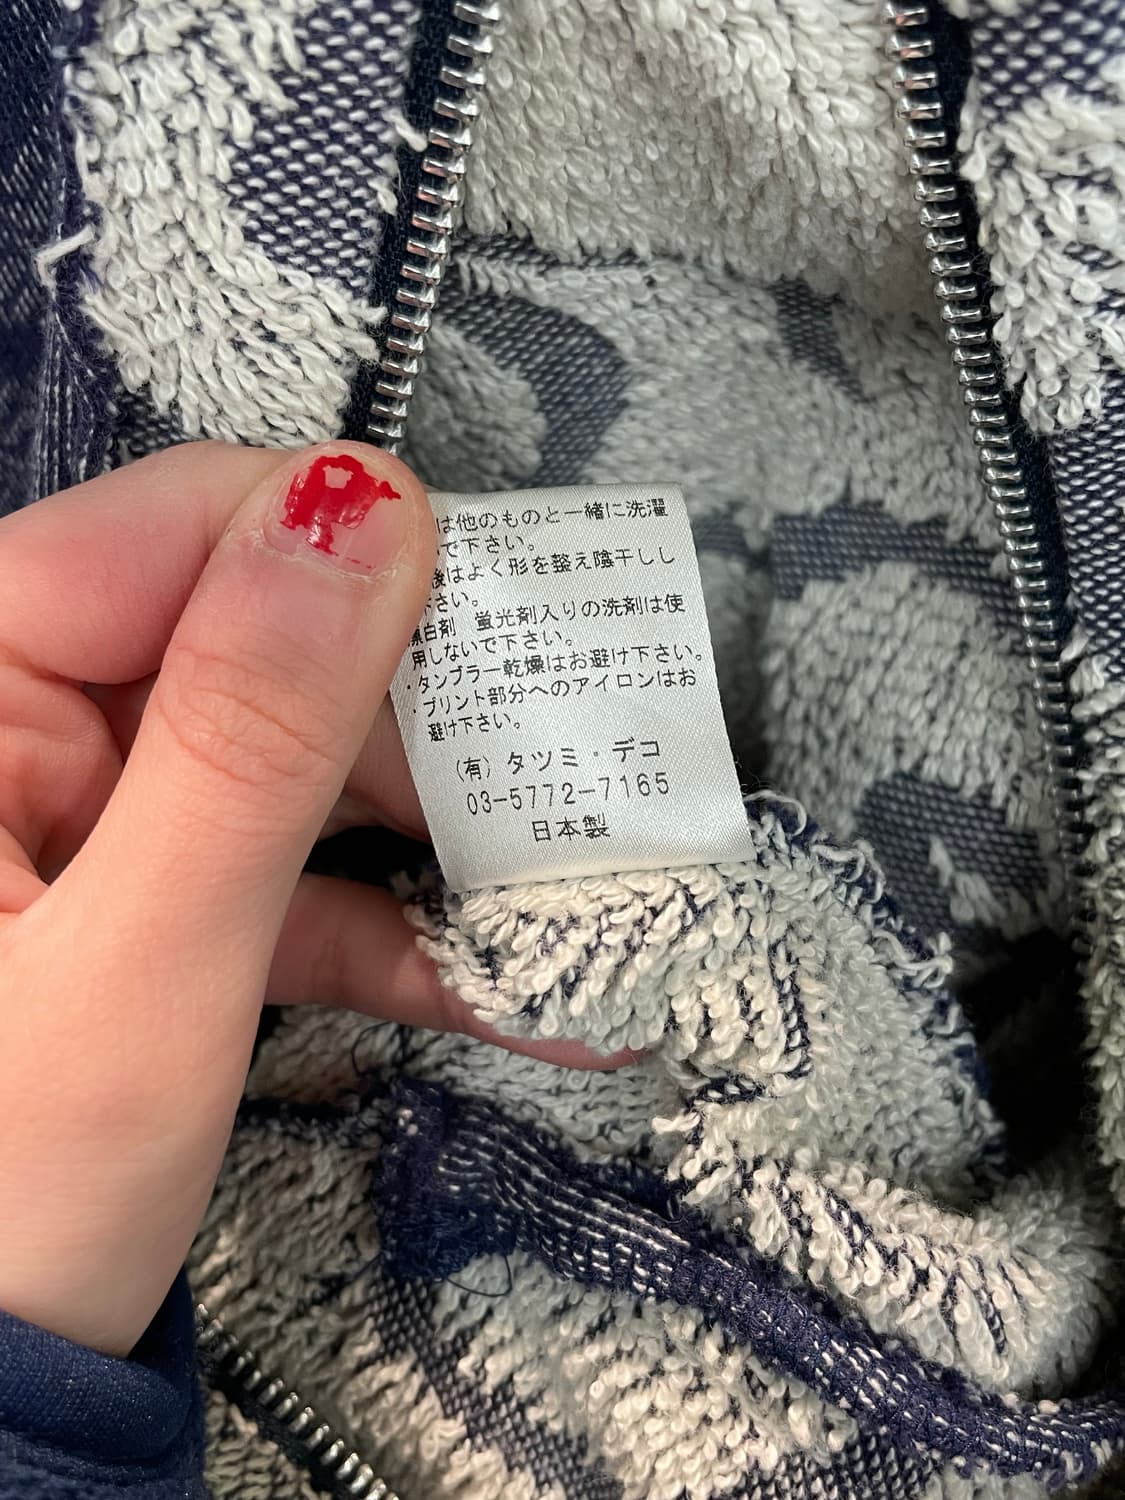 は他のものと一緒に洗濯
で下さい。
後はよく形を整え陰干しし
下さい。
漂白剤 蛍光剤入りの洗剤は使
用しないで下さい。
・タンブラー乾燥はお避け下さい。
・プリント部分へのアイロンはお
避け下さい。
(有)タツミ・デコ
03-5772-7165
日本製